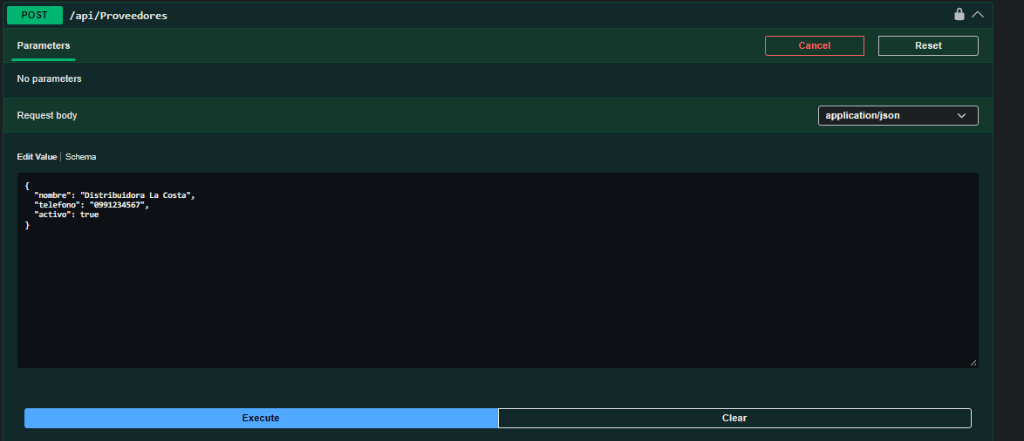 POST /api/Proveedores
Parameters
Cancel
Reset
No parameters
Request body
application/json
Edit Value | Schema
{
  "nombre": "Distribuidora La Costa",
  "telefono": "0991234567",
  "activo": true
}
Execute
Clear